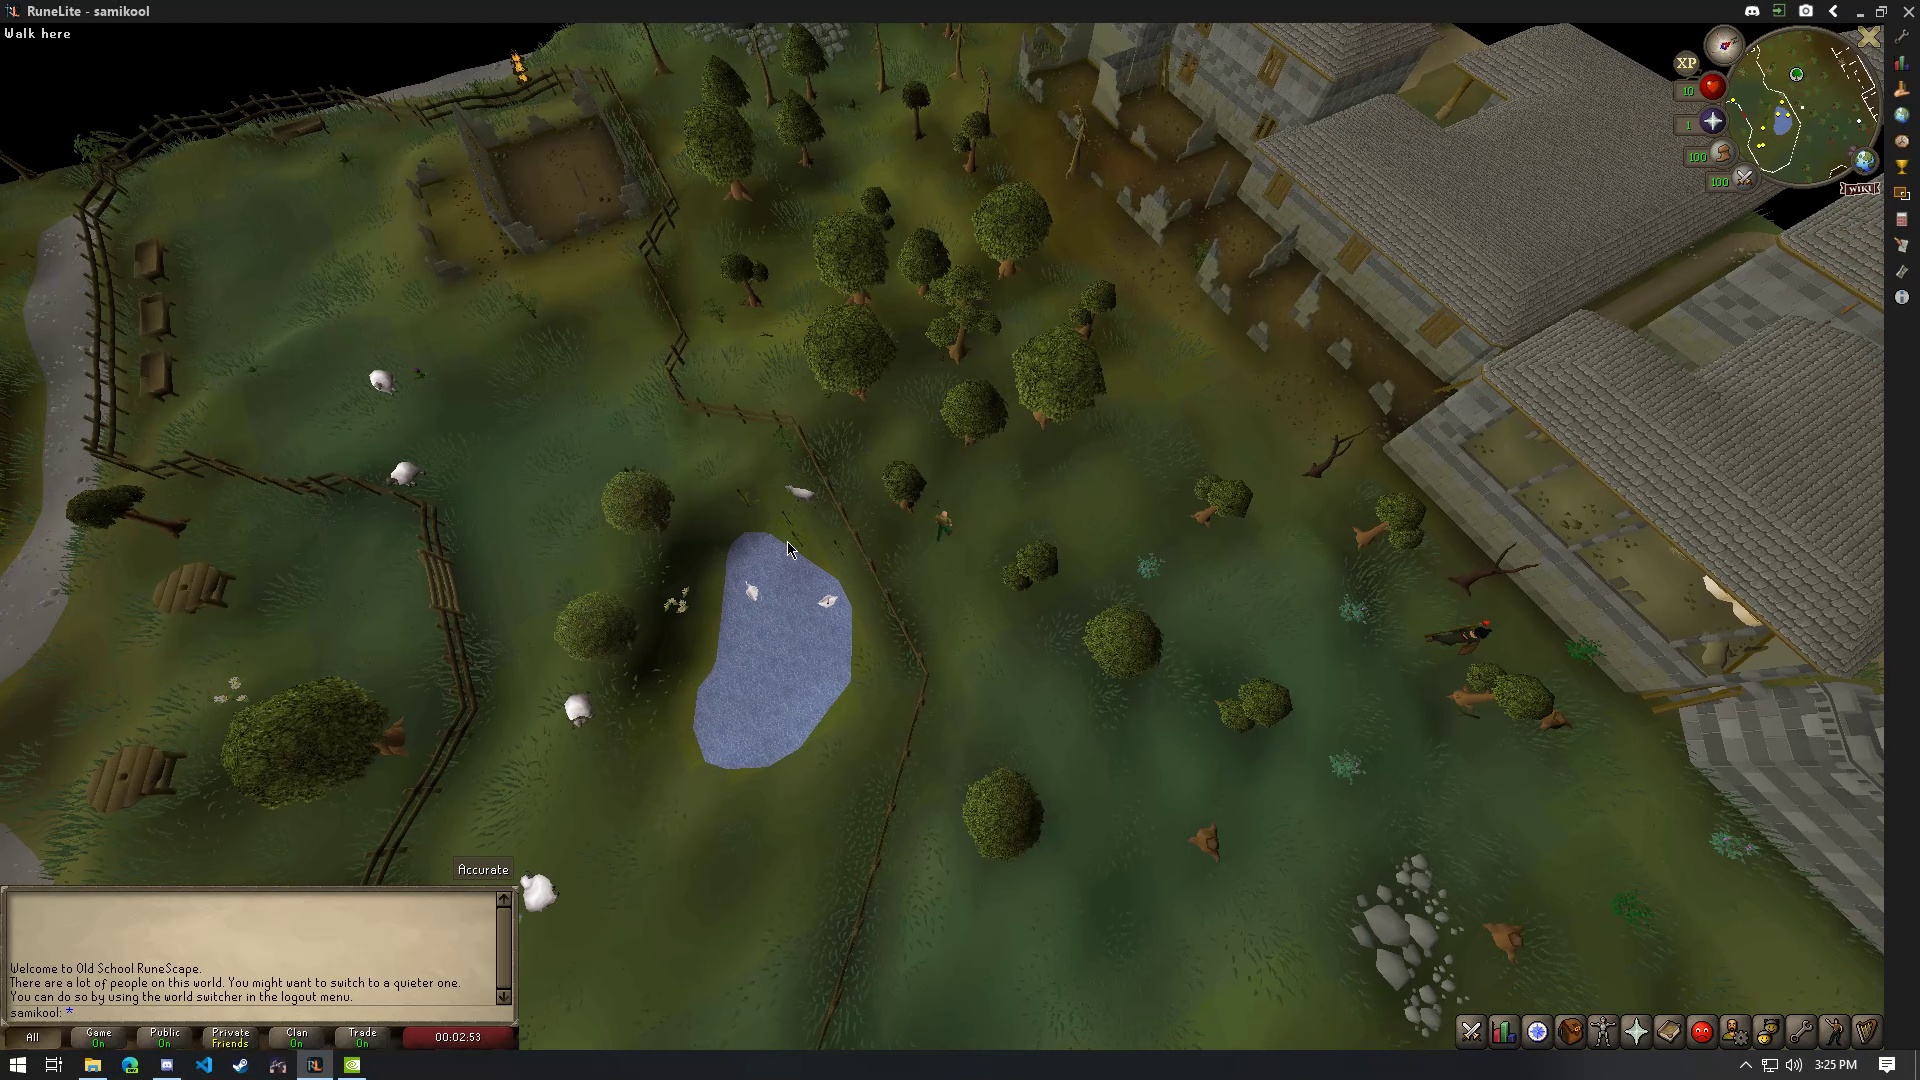 RuneLite - samikool
Walk here
XP
10
1
100
100
WIKI
Accurate
Welcome to Old School RuneScape.
There are a lot of people on this world. You might want to switch to a quieter one.
You can do so by using the world switcher in the logout menu.
samikool: *
All
Game
On
Public
On
Private
Friends
Clan
On
Trade
On
00:02:53
3:25 PM